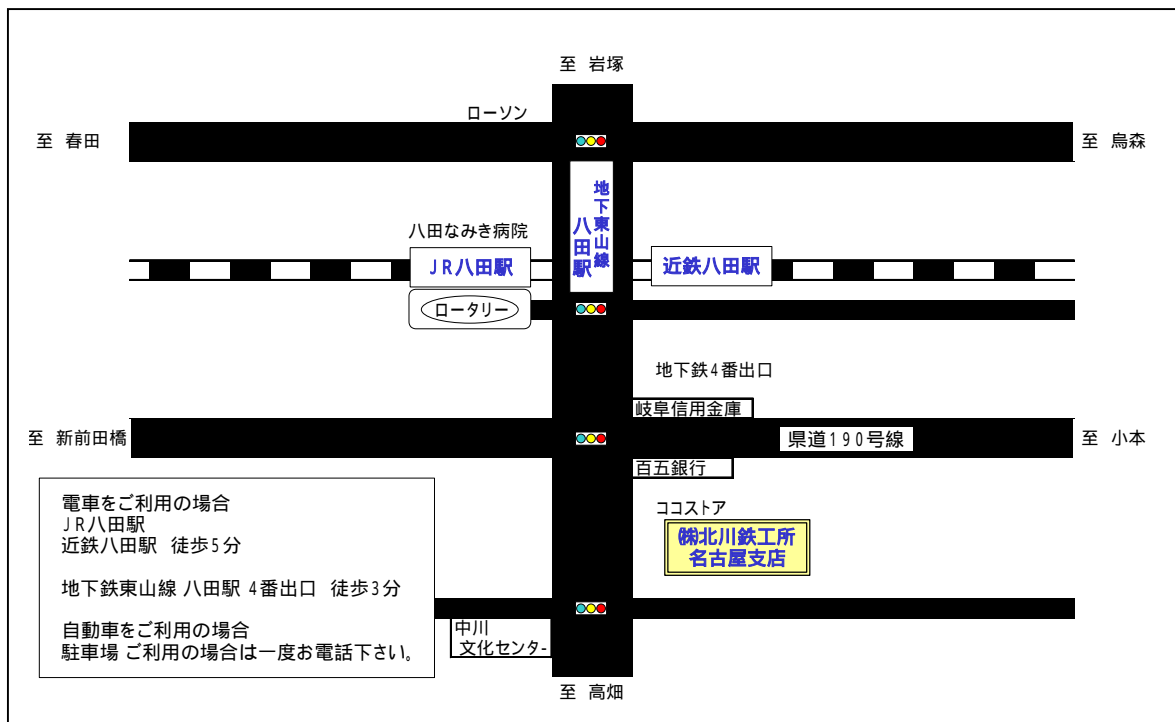 至 岩塚
ローソン
至 春田
至 烏森
地下東山線
八田駅
八田なみき病院
JR八田駅
近鉄八田駅
ロータリー
地下鉄4番出口
岐阜信用金庫
至 新前田橋
県道190号線
至 小本
百五銀行
ココストア
㈱北川鉄工所
名古屋支店
電車をご利用の場合
JR八田駅
近鉄八田駅 徒歩5分
地下鉄東山線 八田駅 4番出口 徒歩3分
自動車をご利用の場合
駐車場 ご利用の場合は一度お電話下さい。
中川
文化センタ-
至 高畑